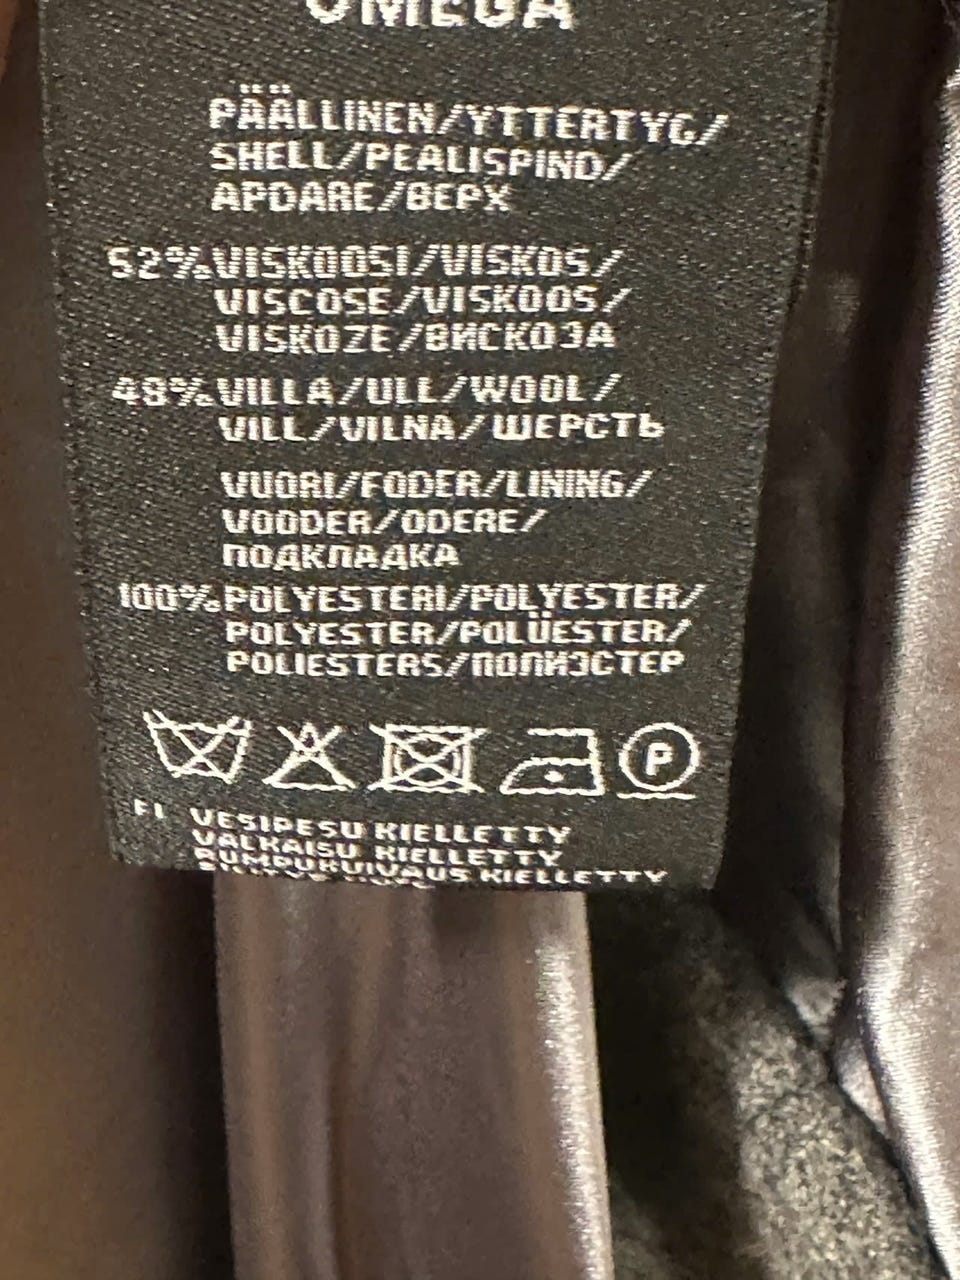 OMEGA
PÄÄLLINEN/YTTERTYG/
SHELL/PEALISPIND/
APDARE/ВЕРХ
52% VISKOOSI/VISKOS/
VISCOSE/VISKOOS/
VISKOZE/ВИСКОЗА
48% VILLA/ULL/WOOL/
VILL/VILNA/ШЕРСТЬ
VUORI/FODER/LINING/
VOODER/ODERE/
ПОДКЛАДКА
100% POLYESTERI/POLYESTER/
POLYESTER/POLÜESTER/
POLIESTERS/ПОЛИЭСТЕР
P
FI VESIPESU KIELLETTY
VALKAISU KIELLETTY
RUMPUKUIVAUS KIELLETTY